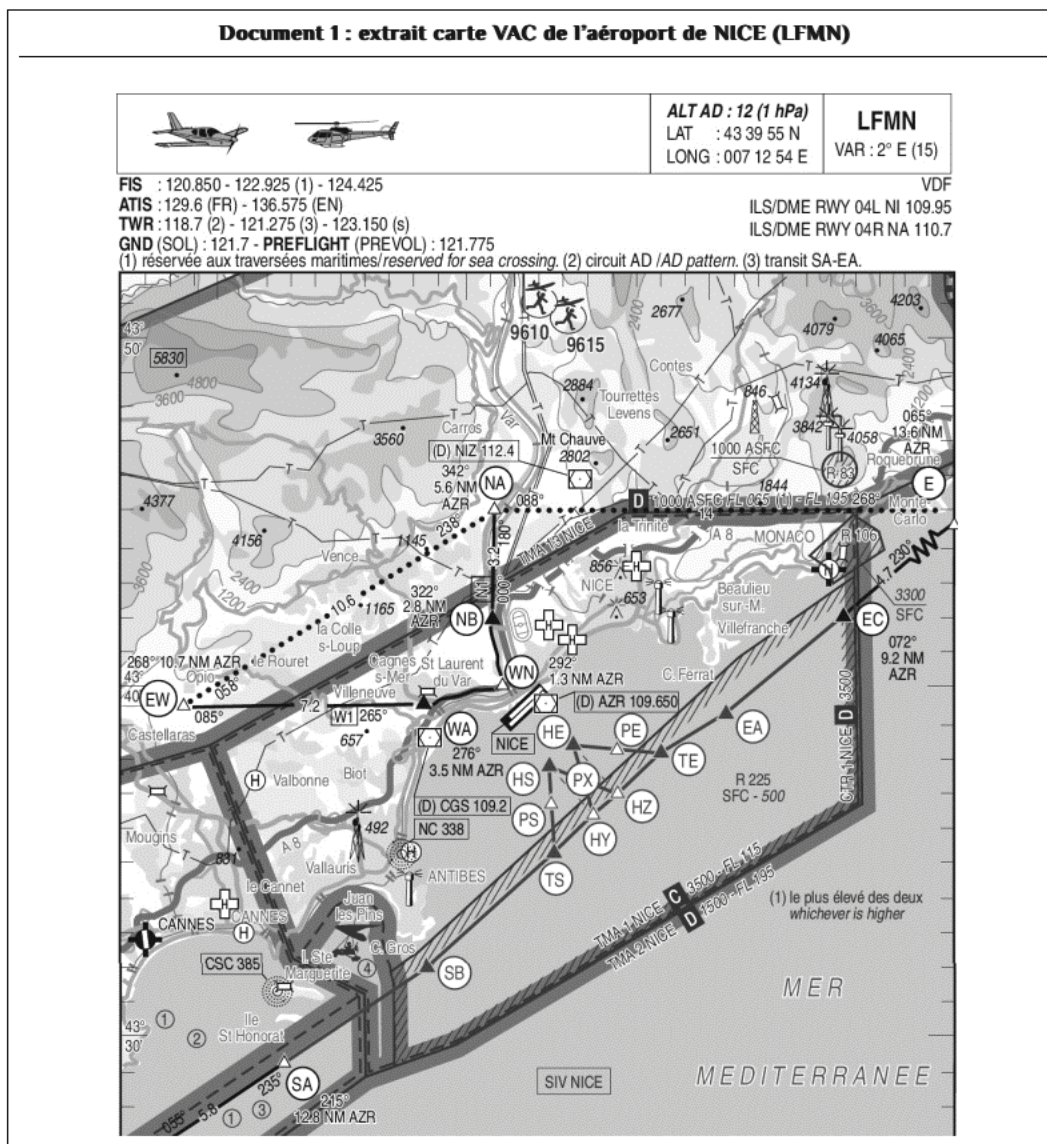 Document 1 : extrait carte VAC de l'aéroport de NICE (LFMN)
ALT AD : 12 (1 hPa)
LAT : 43 39 55 N
LONG : 007 12 54 E
LFMN
VAR : 2° E (15)
FIS : 120.850 - 122.925 (1) - 124.425
VDF
ATIS : 129.6 (FR) - 136.575 (EN)
ILS/DME RWY 04L NI 109.95
TWR : 118.7 (2) - 121.275 (3) - 123.150 (s)
ILS/DME RWY 04R NA 110.7
GND (SOL) : 121.7 - PREFLIGHT (PREVOL) : 121.775
(1) réservée aux traversées maritimes/reserved for sea crossing. (2) circuit AD /AD pattern. (3) transit SA-EA.
43°
50'
5830
4800
3600
9610
9615
2400
2677
4203
3600
4079
4065
2400
Contes
2884
Tourrettes
Levens
846
4134
3842
4058
065°
13.6 NM
AZR
Var
Carros
3560
(D) NIZ 112.4
Mt Chauve
2802
2651
1000 ASFC
SFC
R 83
Roquebrune
1844
342°
5.6 NM
AZR
NA
088°
D
1000 ASFC FL 065 (1) - FL 195
268°
14
E
Monte-
Carlo
4377
4156
3600
2400
1200
Vence
1145
238°
180°
3.2
000°
N1
TMA 13 NICE
la Trinité
A 8
MONACO
R 106
10.6
1165
322°
2.8 NM
AZR
NB
NICE
856
653
Beaulieu
sur-M.
Villefranche
4.7
230°
3300
SFC
EC
072°
9.2 NM
AZR
la Colle
s-Loup
268° 10.7 NM AZR
le Rouret
Opio
058°
43°
40'
EW
085°
7.2
Villeneuve
W1
265°
Cagnes
s-Mer
St Laurent
du Var
WN
292°
1.3 NM AZR
C. Ferrat
(D) AZR 109.650
Castellaras
657
WA
276°
3.5 NM AZR
NICE
HE
PE
TE
EA
CTR 1 NICE D 3500
Valbonne
H
Biot
HS
PX
HZ
R 225
SFC - 500
(D) CGS 109.2
NC 338
PS
HY
TS
Mougins
A 8
492
831
Vallauris
H
ANTIBES
le Cannet
Juan
les Pins
CANNES
CANNES
H
TMA 1 NICE C 3500 - FL 115
TMA 2 NICE D 1500 - FL 195
(1) le plus élevé des deux
whichever is higher
C. Gros
CSC 385
I. Ste
Marguerite
4
SB
MER
43°
30'
1
2
Ile
St Honorat
SA
235°
055°
5.8
1
3
215°
12.8 NM AZR
SIV NICE
MEDITERRANEE